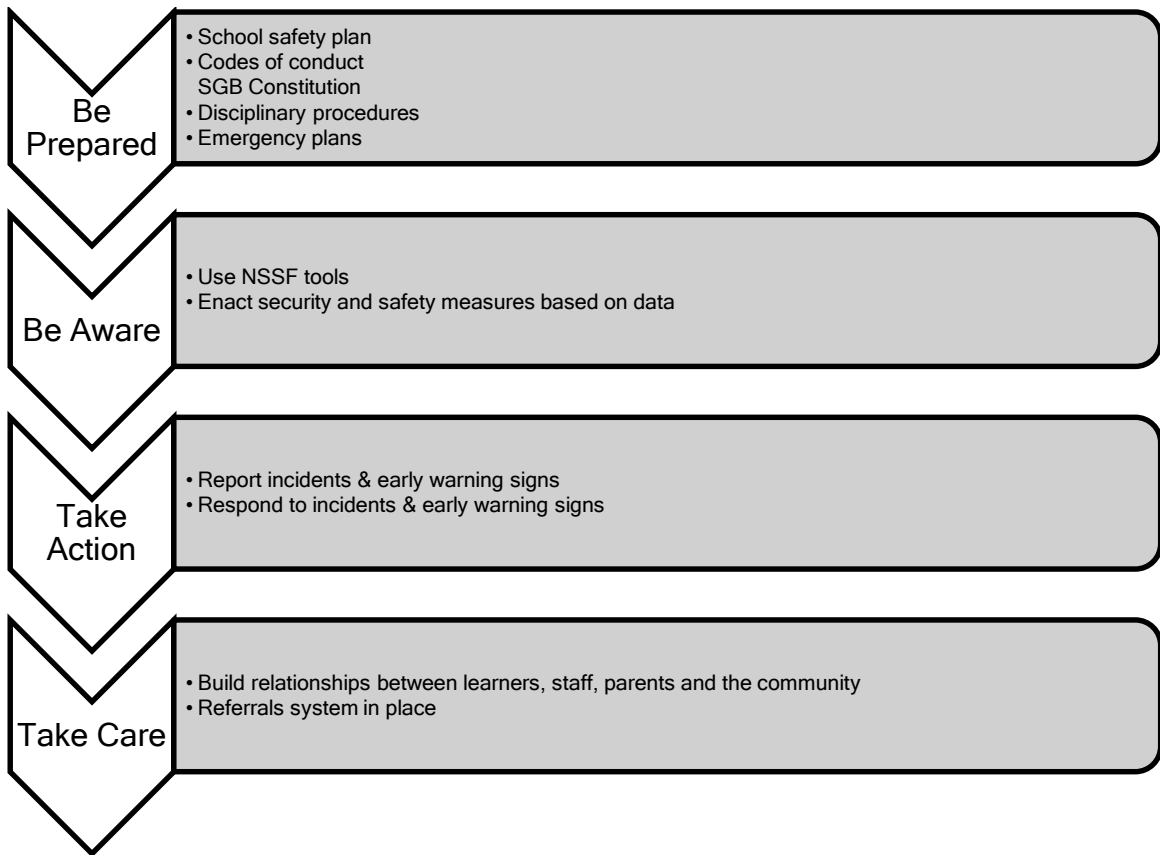 Be
Prepared
• School safety plan
• Codes of conduct
SGB Constitution
• Disciplinary procedures
• Emergency plans
Be Aware
• Use NSSF tools
• Enact security and safety measures based on data
Take
Action
• Report incidents & early warning signs
• Respond to incidents & early warning signs
Take Care
• Build relationships between learners, staff, parents and the community
• Referrals system in place